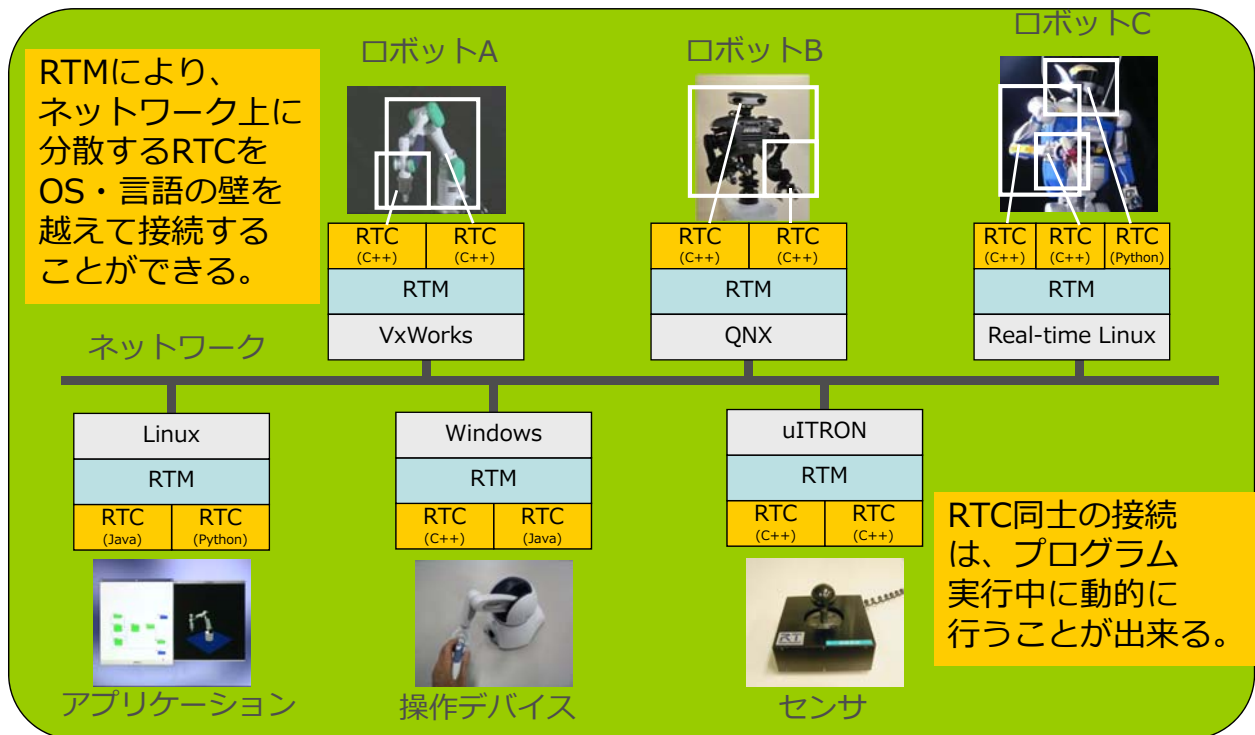 ロボットA
ロボットB
ロボットC
RTMにより、
ネットワーク上に
分散するRTCを
OS・言語の壁を
越えて接続する
ことができる。
RTC
(C++)
RTC
(C++)
RTM
VxWorks
RTC
(C++)
RTC
(C++)
RTM
QNX
RTC
(C++)
RTC
(C++)
RTC
(Python)
RTM
Real-time Linux
ネットワーク
Linux
RTM
RTC
(Java)
RTC
(Python)
アプリケーション
Windows
RTM
RTC
(C++)
RTC
(Java)
操作デバイス
uITRON
RTM
RTC
(C++)
RTC
(C++)
RT
センサ
RTC同士の接続
は、プログラム
実行中に動的に
行うことが出来る。